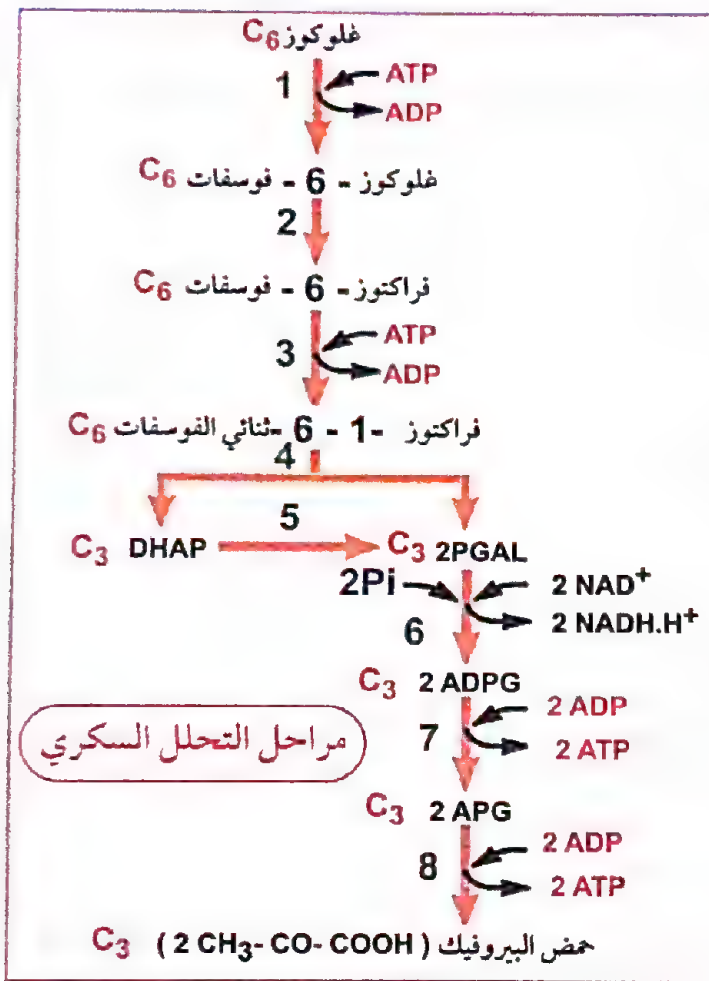 غلوكوز C6
1
ATP
ADP
غلوكوز - 6 - فوسفات C6
2
فراكتوز - 6 - فوسفات C6
3
ATP
ADP
فراكتوز -1 - 6 -ثنائي الفوسفات C6
4
5
C3 DHAP
C3 2PGAL
2Pi
2 NAD+
6
2 NADH.H+
C3 2 ADPG
مراحل التحلل السكري
7
2 ADP
2 ATP
C3 2 APG
8
2 ADP
2 ATP
حمض البيروفيك ( 2 CH3- CO- COOH ) C3